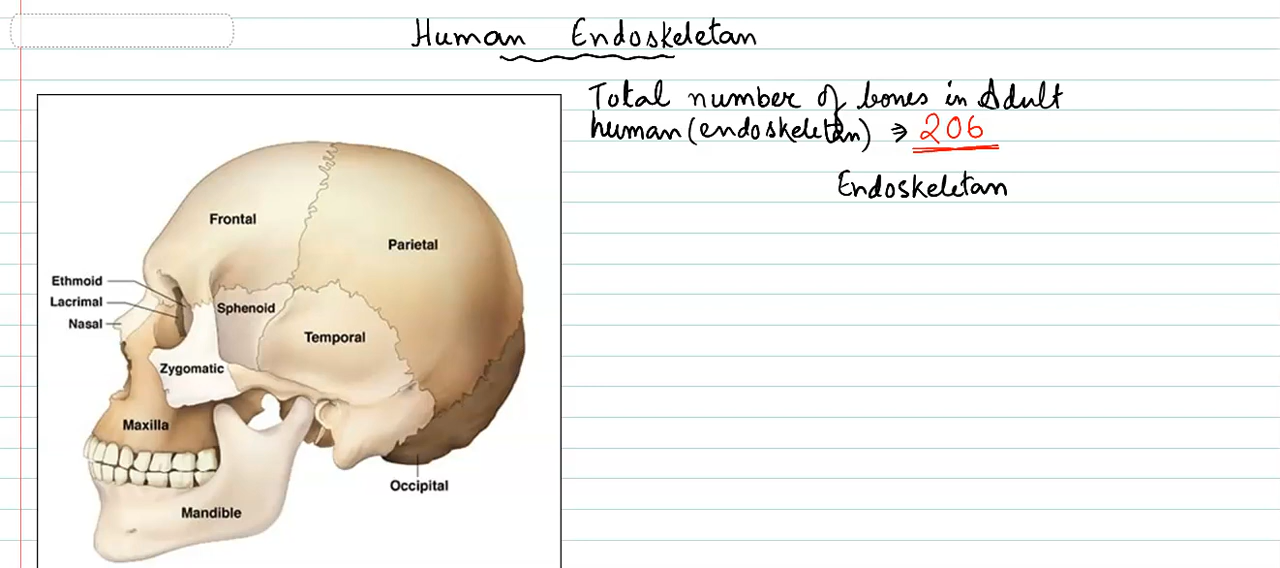 Human Endoskeletan
Total number of bones in Adult
human (endoskeletan) ⇒ 206
Endoskeletan
Frontal
Parietal
Ethmoid
Lacrimal
Nasal
Sphenoid
Temporal
Zygomatic
Maxilla
Occipital
Mandible